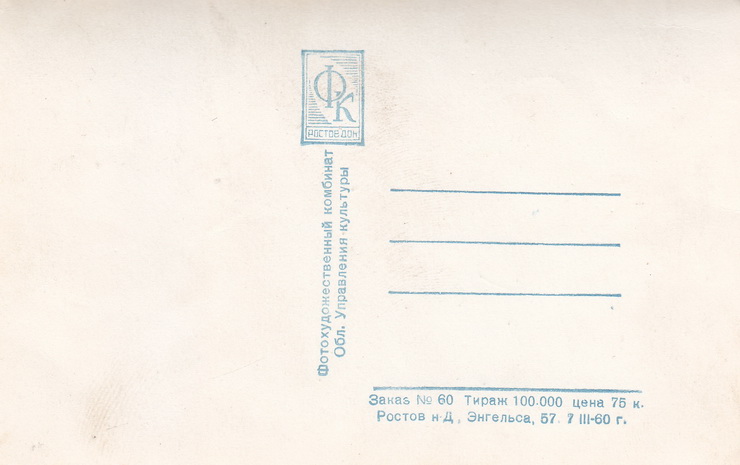 ФК
РОСТОВ ДОН
Фотохудожественный комбинат
Обл. Управления культуры
Заказ № 60 Тираж 100.000 цена 75 к.
Ростов н-Д, Энгельса, 57. 7 III-60 г.